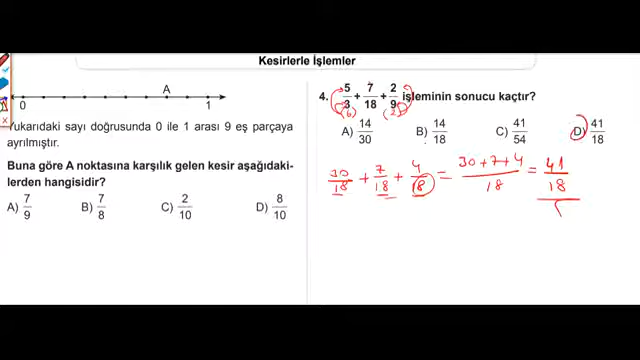 Kesirlerle İşlemler
A
0 1
Yukarıdaki sayı doğrusunda 0 ile 1 arası 9 eş parçaya
ayrılmıştır.
Buna göre A noktasına karşılık gelen kesir aşağıdaki-
lerden hangisidir?
A) 7/9 B) 7/8 C) 2/10 D) 8/10
4. 5/3 + 7/18 + 2/9 işleminin sonucu kaçtır?
(6) (2)
A) 14/30 B) 14/18 C) 41/54 D) 41/18
30/18 + 7/18 + 4/18 = 30+7+4/18 = 41/18